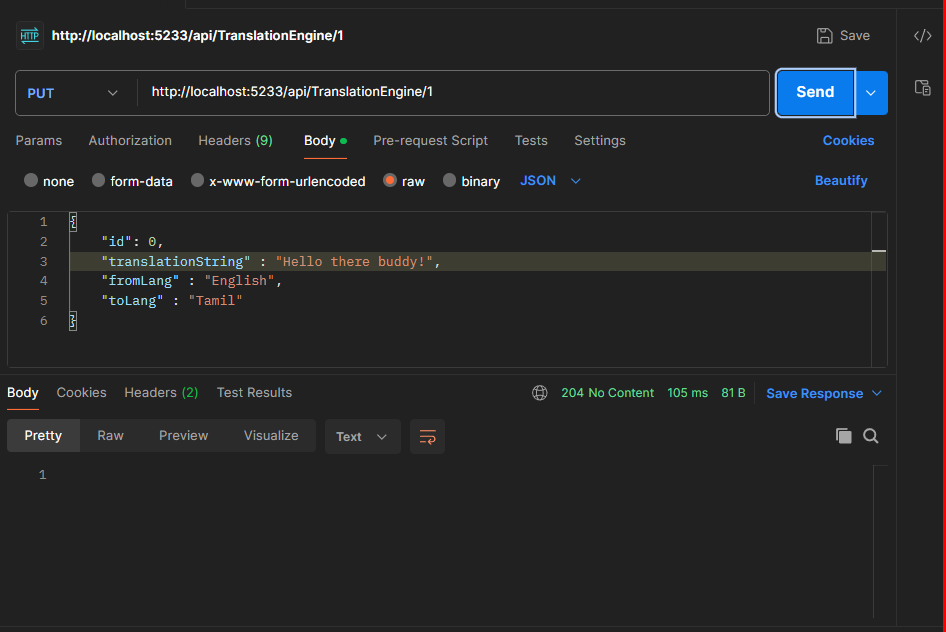 HTTP http://localhost:5233/api/TranslationEngine/1 Save
PUT http://localhost:5233/api/TranslationEngine/1 Send
Params Authorization Headers (9) Body Pre-request Script Tests Settings Cookies
none form-data x-www-form-urlencoded raw binary JSON Beautify
1 {
2 "id": 0,
3 "translationString" : "Hello there buddy!",
4 "fromLang" : "English",
5 "toLang" : "Tamil"
6 }
Body Cookies Headers (2) Test Results 204 No Content 105 ms 81 B Save Response
Pretty Raw Preview Visualize Text
1